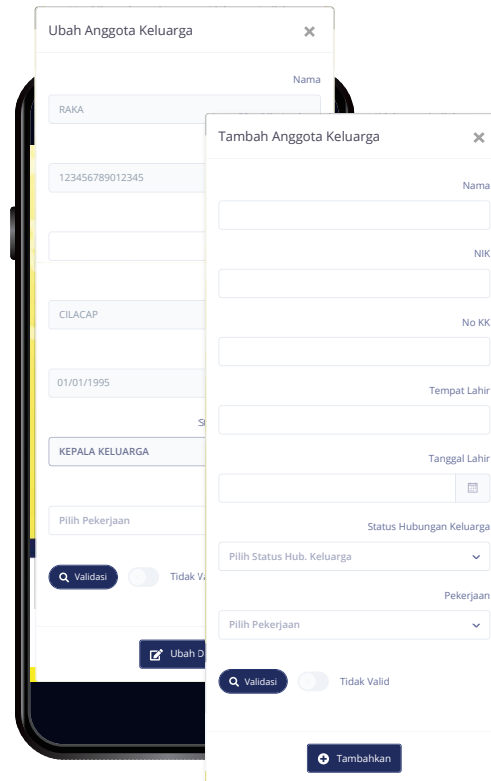 Ubah Anggota Keluarga
Nama
RAKA
123456789012345
CILACAP
01/01/1995
KEPALA KELUARGA
Pilih Pekerjaan
Validasi
Tidak
Ubah
Tambah Anggota Keluarga
Nama
NIK
No KK
Tempat Lahir
Tanggal Lahir
Status Hubungan Keluarga
Pilih Status Hub. Keluarga
Pekerjaan
Pilih Pekerjaan
Validasi
Tidak Valid
Tambahkan